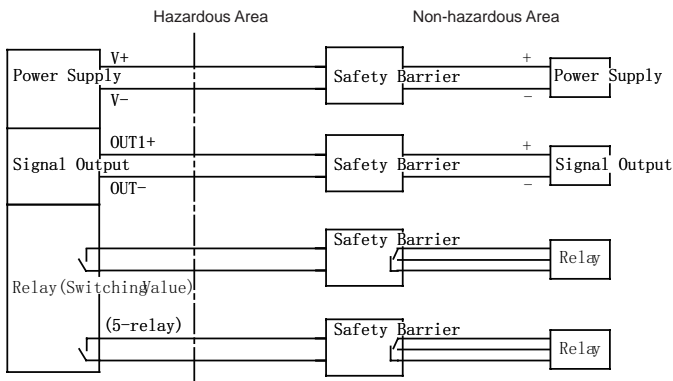 Hazardous Area Non-hazardous Area
V+ +
Power Supply Safety Barrier Power Supply
V- -
OUT1+ +
Signal Output Safety Barrier Signal Output
OUT- -
Safety Barrier
Relay
Relay(SwitchingValue)
(5-relay) Safety Barrier
Relay